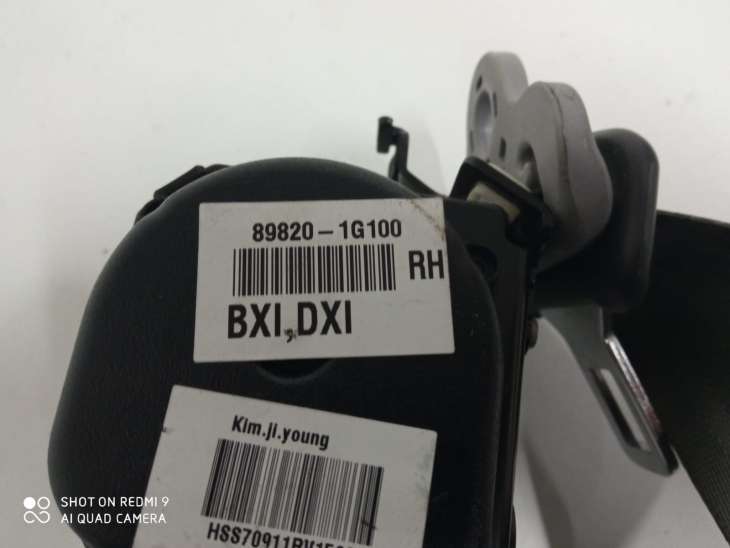 89820-1G100
RH
BXI,DXI
Kim.ji.young
SHOT ON REDMI 9
AI QUAD CAMERA